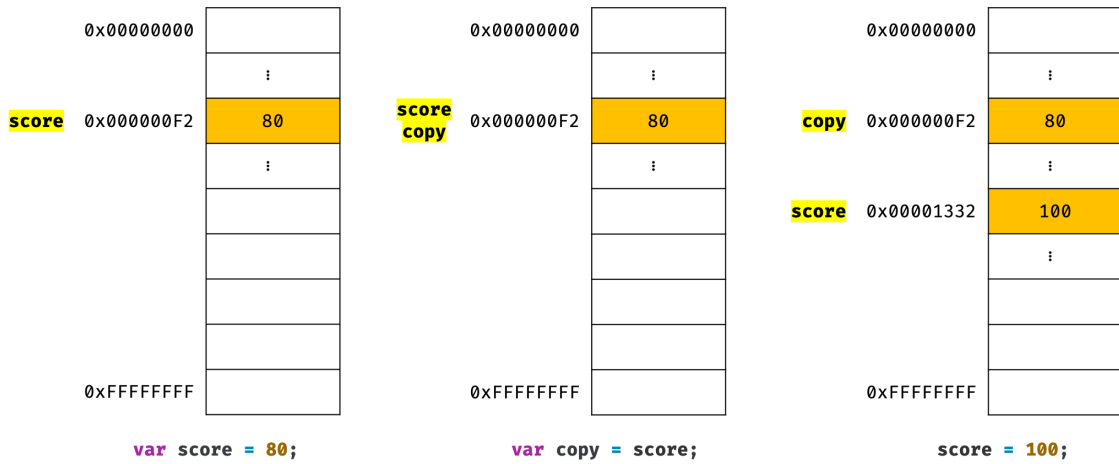 0x00000000
⋮
score 0x000000F2 80
⋮
0xFFFFFFFF
var score = 80;
0x00000000
⋮
score
copy
0x000000F2 80
⋮
0xFFFFFFFF
var copy = score;
0x00000000
⋮
copy 0x000000F2 80
⋮
score 0x00001332 100
⋮
0xFFFFFFFF
score = 100;